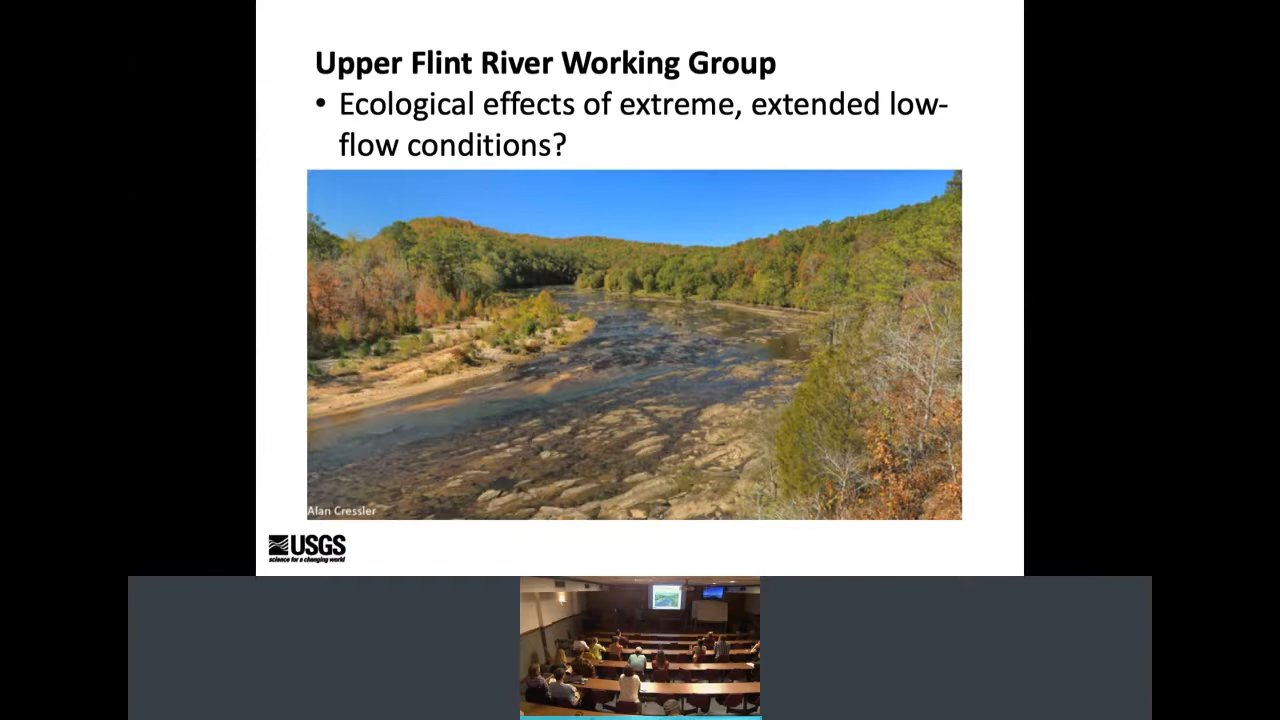 Upper Flint River Working Group
• Ecological effects of extreme, extended low-
flow conditions?
Alan Cressler
USGS
science for a changing world